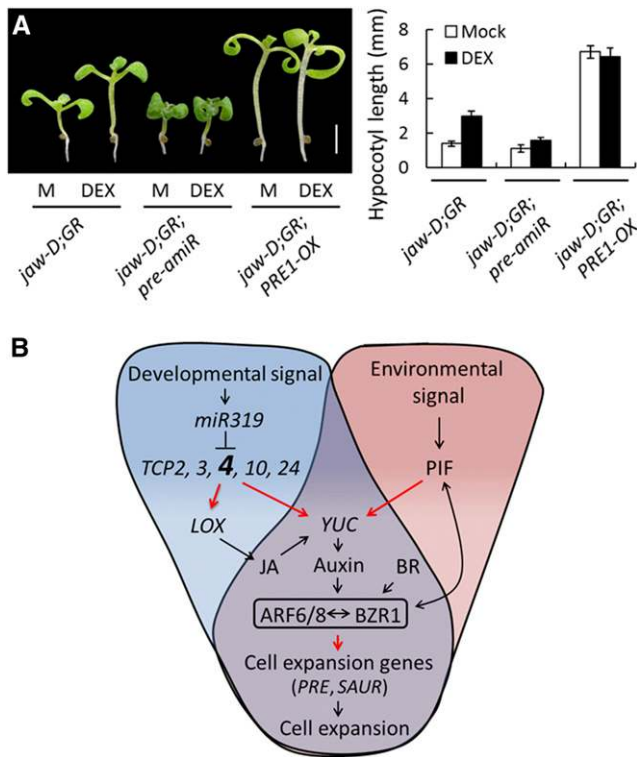 A
M DEX M DEX M DEX
jaw-D;GR
jaw-D;GR;
pre-amiR
jaw-D;GR;
PRE1-OX
Hypocotyl length (mm)
8
6
4
2
0
Mock
DEX
jaw-D;GR
jaw-D;GR;
pre-amiR
jaw-D;GR;
PRE1-OX
B
Developmental signal
miR319
TCP2, 3, 4, 10, 24
LOX
JA
Environmental
signal
PIF
YUC
Auxin
BR
ARF6/8 ↔ BZR1
Cell expansion genes
(PRE, SAUR)
Cell expansion